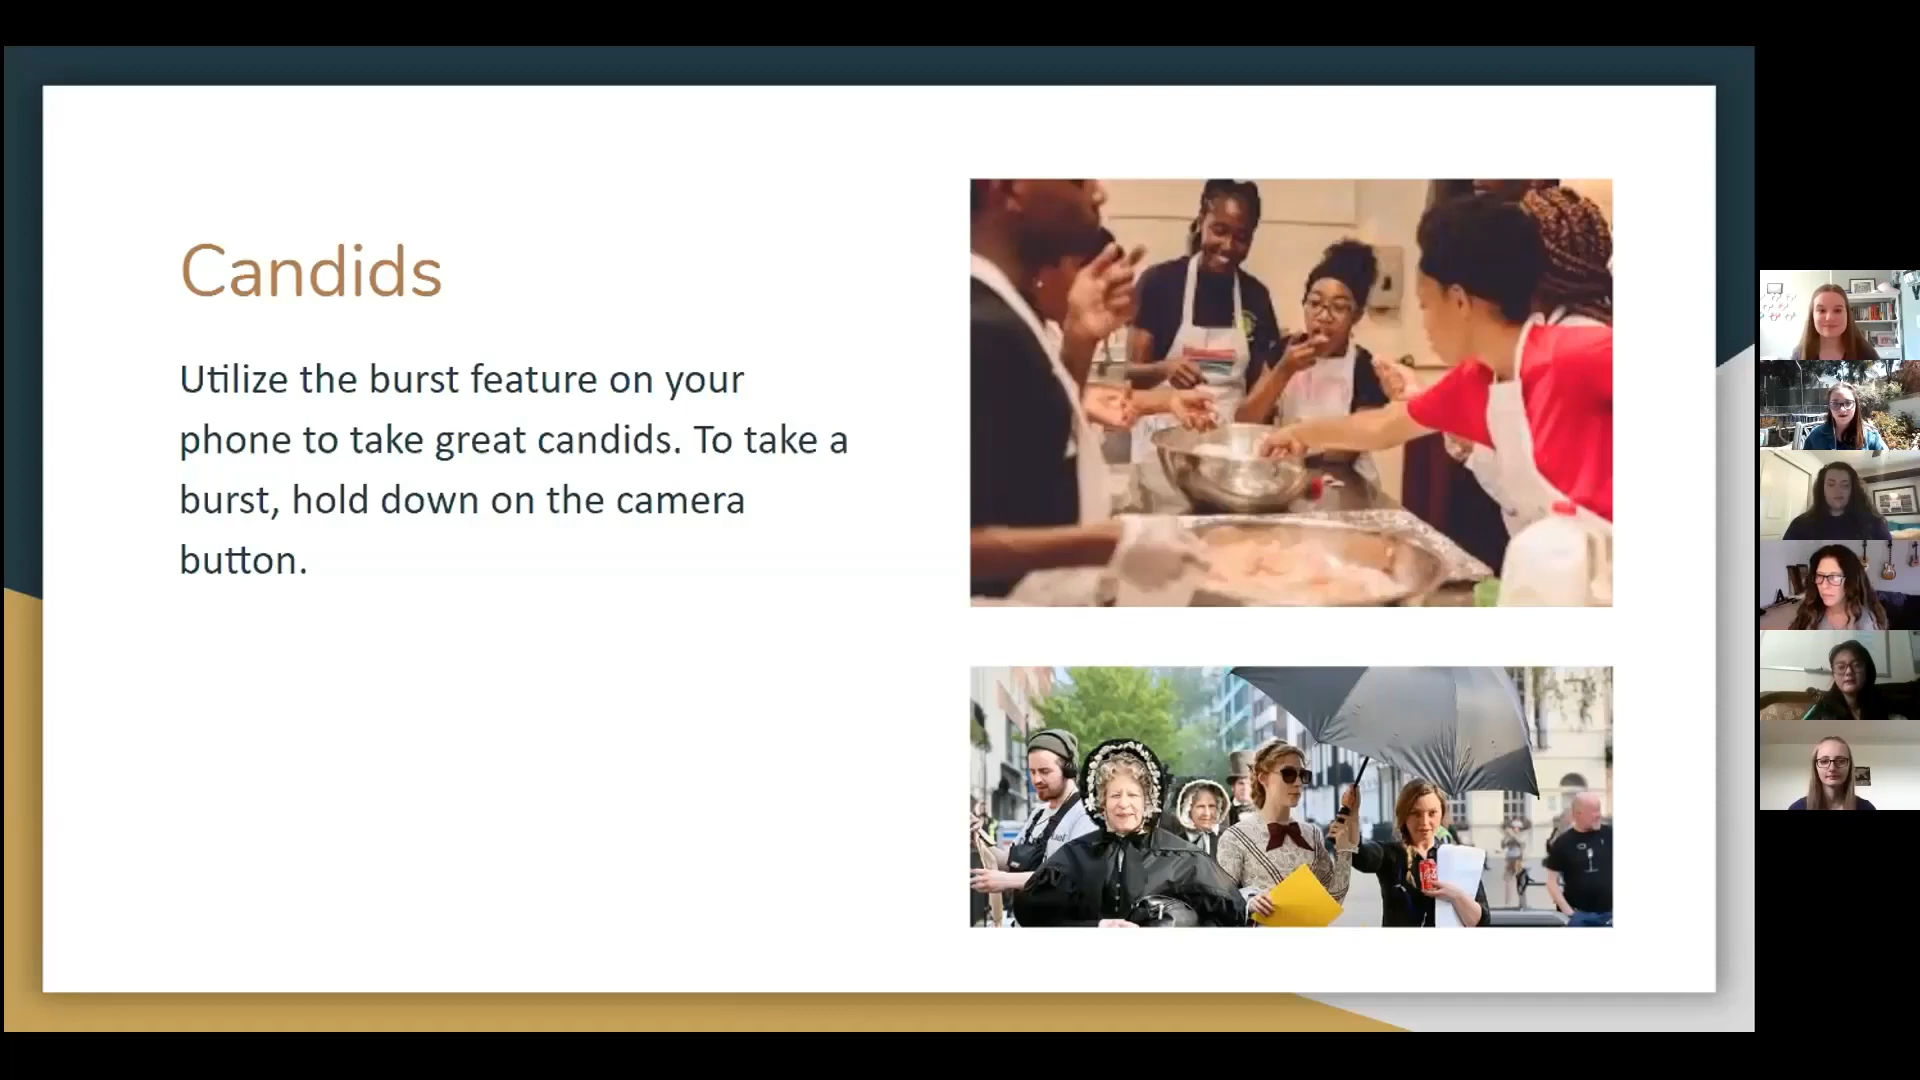 Candids
Utilize the burst feature on your
phone to take great candids. To take a
burst, hold down on the camera
button.